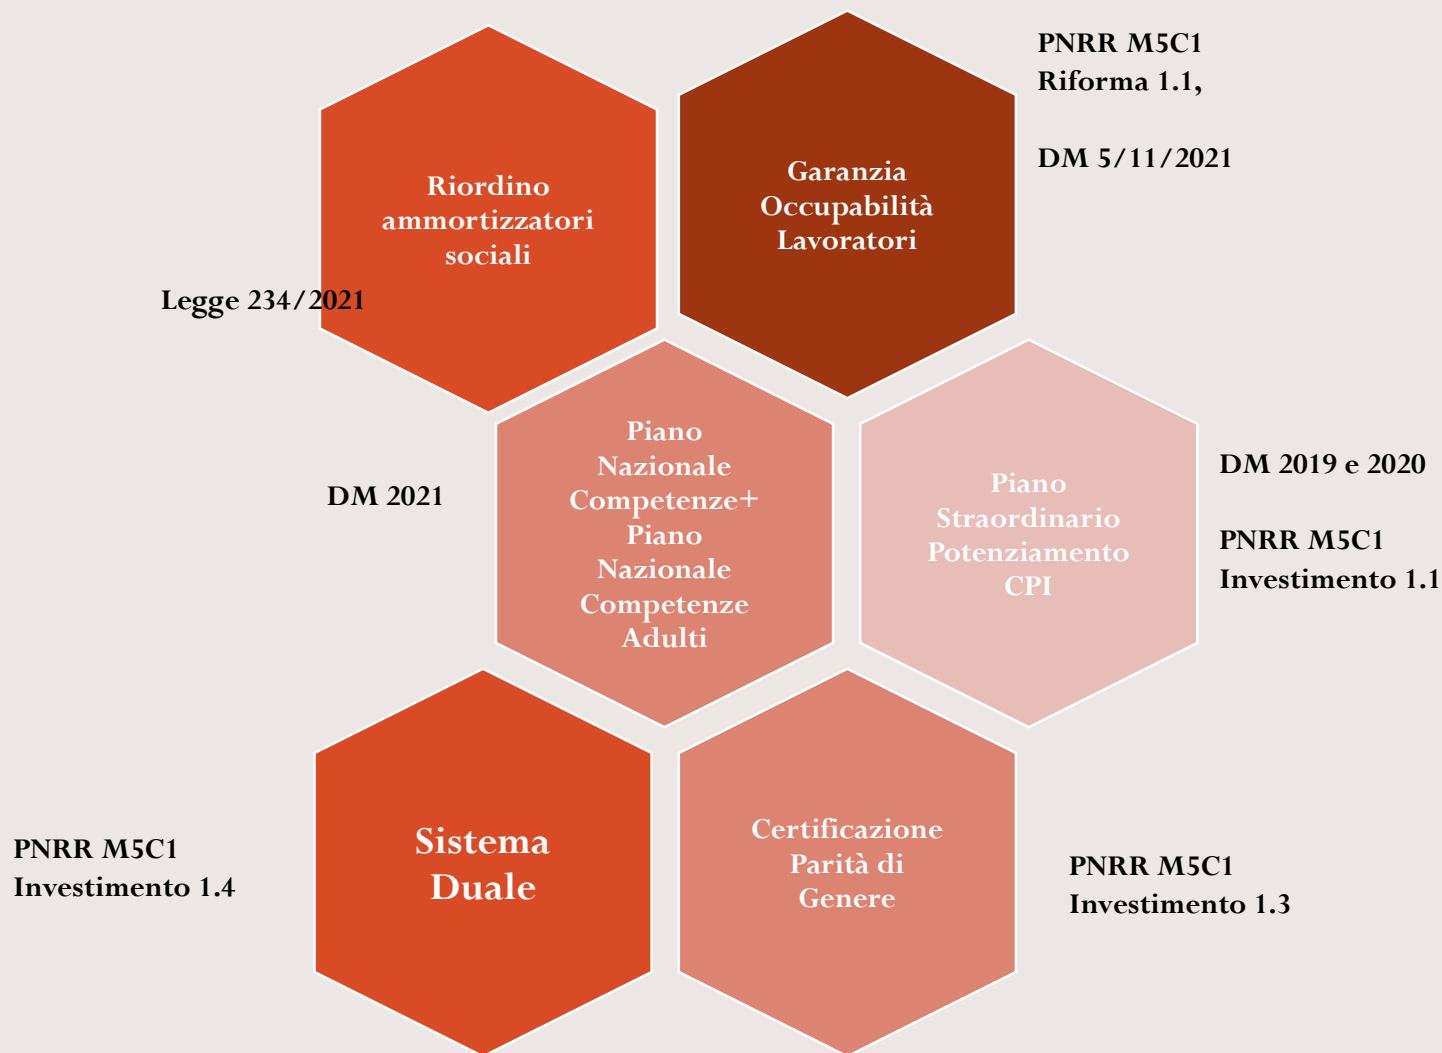 Riordino
ammortizzatori
sociali
Legge 234/2021
Garanzia
Occupabilità
Lavoratori
PNRR M5C1
Riforma 1.1,
DM 5/11/2021
DM 2021
Piano
Nazionale
Competenze+
Piano
Nazionale
Competenze
Adulti
Piano
Straordinario
Potenziamento
CPI
DM 2019 e 2020
PNRR M5C1
Investimento 1.1
PNRR M5C1
Investimento 1.4
Sistema
Duale
Certificazione
Parità di
Genere
PNRR M5C1
Investimento 1.3